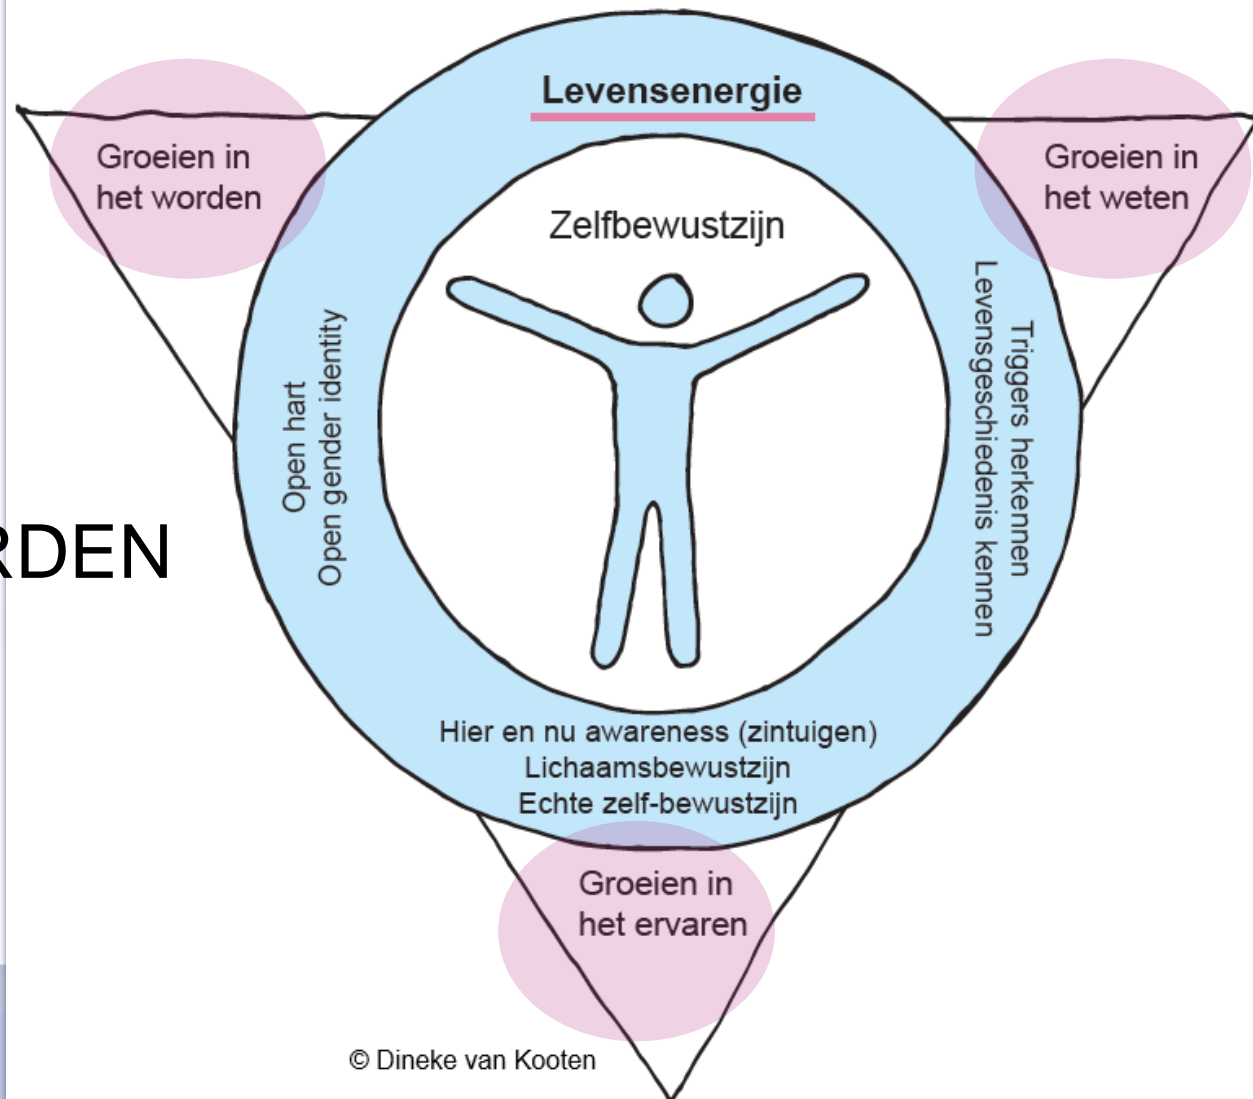 Levensenergie
Groeien in
het worden
Groeien in
het weten
Zelfbewustzijn
Open hart
Open gender identity
Triggers herkennen
Levensgeschiedenis kennen
RDEN
Hier en nu awareness (zintuigen)
Lichaamsbewustzijn
Echte zelf-bewustzijn
Groeien in
het ervaren
© Dineke van Kooten